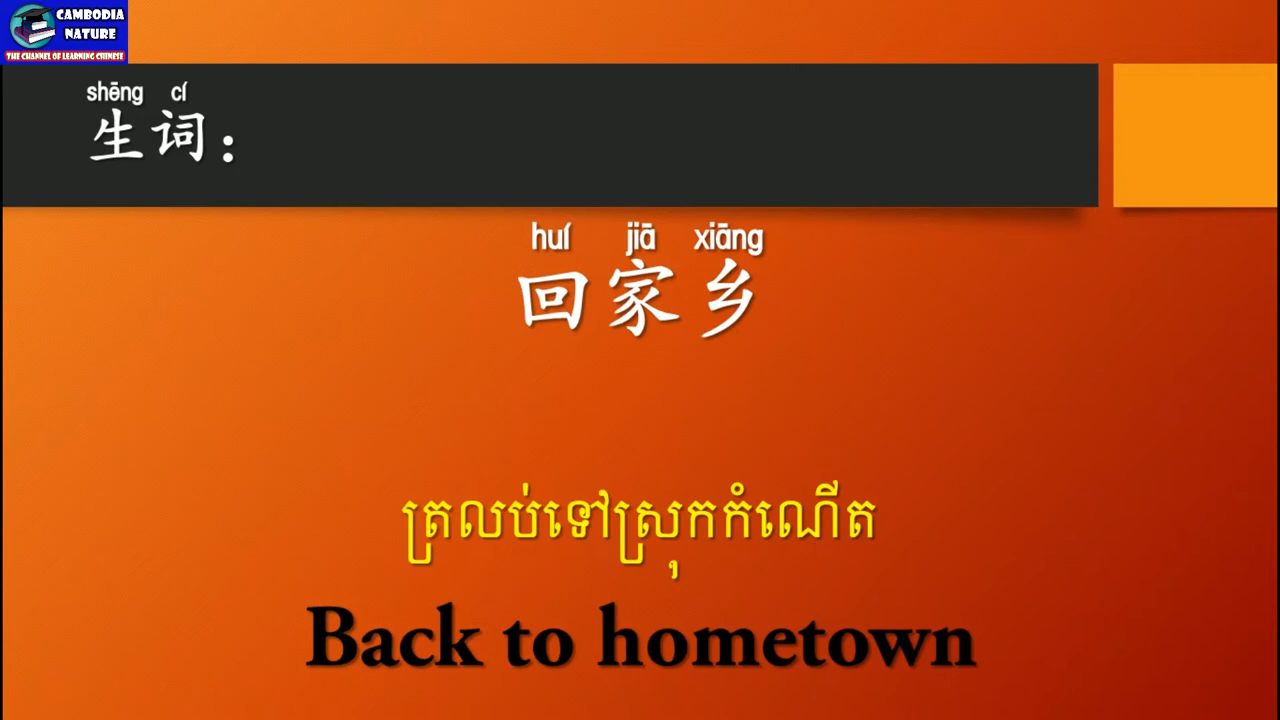 CAMBODIA
NATURE
THE CHANNEL OF LEARNING CHINESE
shēng cí
生词：
huí jiā xiāng
回家乡
ត្រលប់ទៅស្រុកកំណើត
Back to hometown